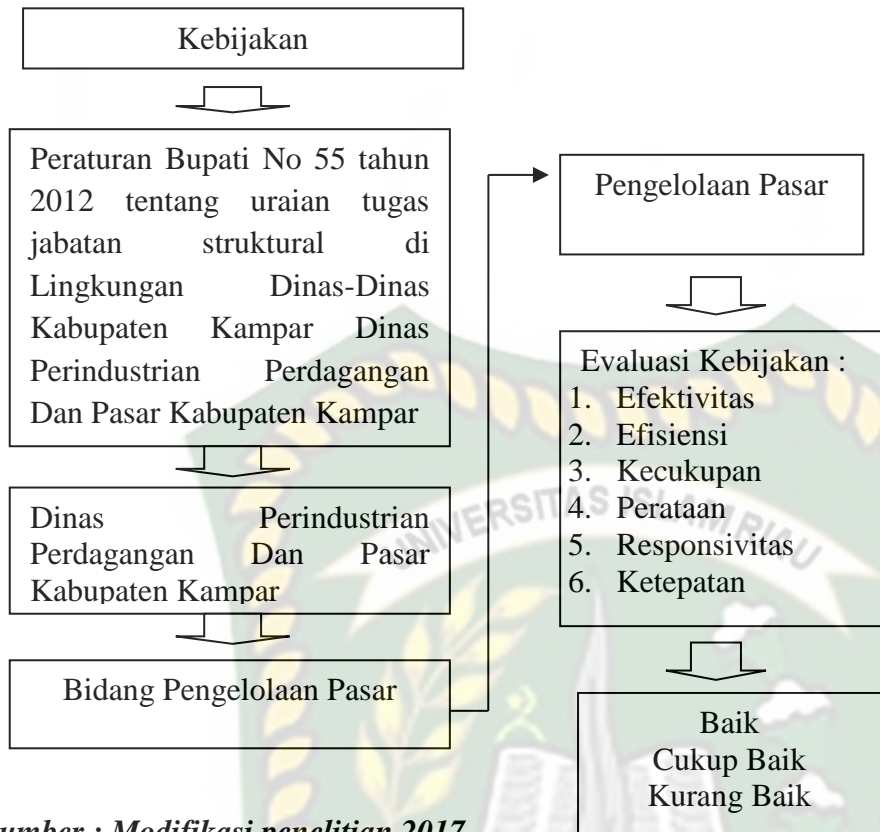 Kebijakan
Peraturan Bupati No 55 tahun
2012 tentang uraian tugas
jabatan struktural di
Lingkungan Dinas-Dinas
Kabupaten Kampar Dinas
Perindustrian Perdagangan
Dan Pasar Kabupaten Kampar
Dinas Perindustrian
Perdagangan Dan Pasar
Kabupaten Kampar
Bidang Pengelolaan Pasar
Pengelolaan Pasar
Evaluasi Kebijakan :
1. Efektivitas
2. Efisiensi
3. Kecukupan
4. Perataan
5. Responsivitas
6. Ketepatan
Baik
Cukup Baik
Kurang Baik
UNIVERSITAS ISLAM RIAU
umber : Modifikasi penelitian 2017